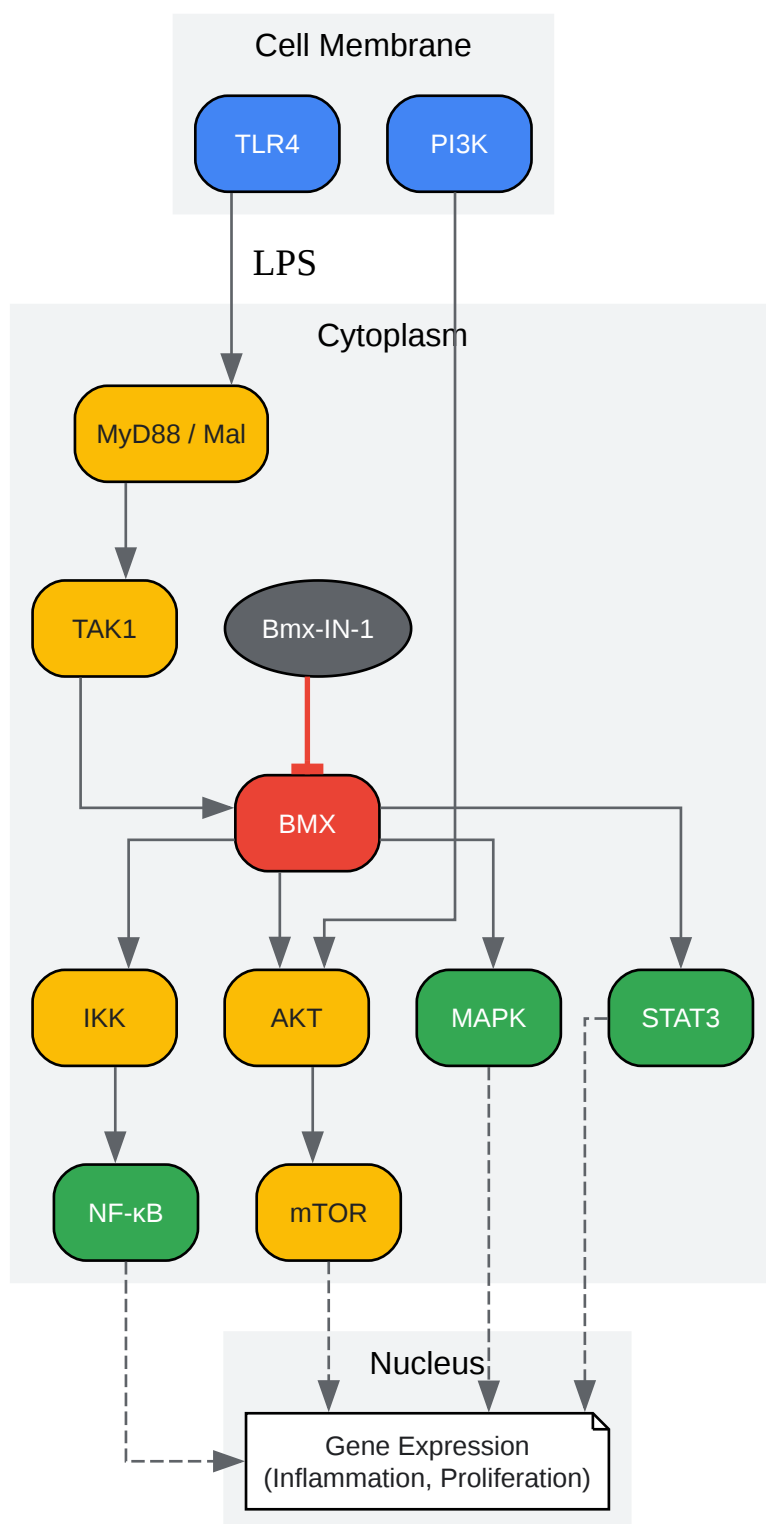 Cell Membrane
TLR4
PI3K
LPS
Cytoplasm
MyD88 / Mal
TAK1
Bmx-IN-1
BMX
IKK
AKT
MAPK
STAT3
NF-κB
mTOR
Nucleus
Gene Expression
(Inflammation, Proliferation)